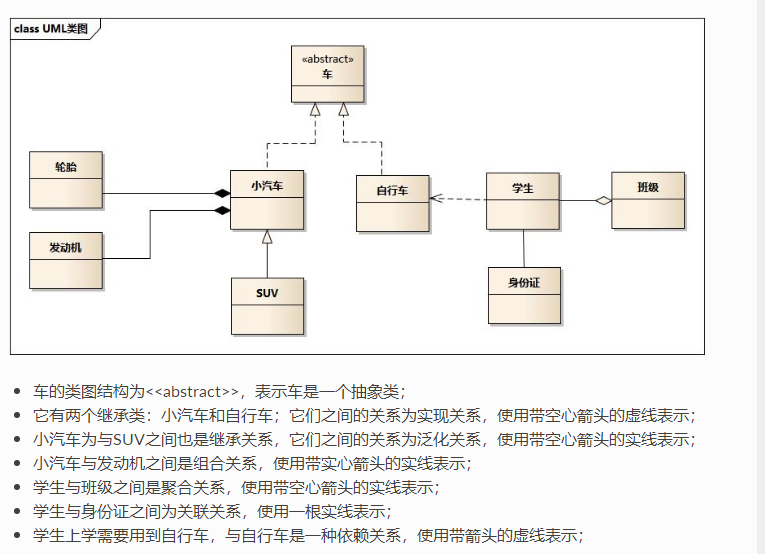 class UML类图
«abstract»
车
轮胎
小汽车
自行车
学生
班级
发动机
SUV
身份证
车的类图结构为<<abstract>>，表示车是一个抽象类；
它有两个继承类：小汽车和自行车；它们之间的关系为实现关系，使用带空心箭头的虚线表示；
小汽车为与SUV之间也是继承关系，它们之间的关系为泛化关系，使用带空心箭头的实线表示；
小汽车与发动机之间是组合关系，使用带实心箭头的实线表示；
学生与班级之间是聚合关系，使用带空心箭头的实线表示；
学生与身份证之间为关联关系，使用一根实线表示；
学生上学需要用到自行车，与自行车是一种依赖关系，使用带箭头的虚线表示；